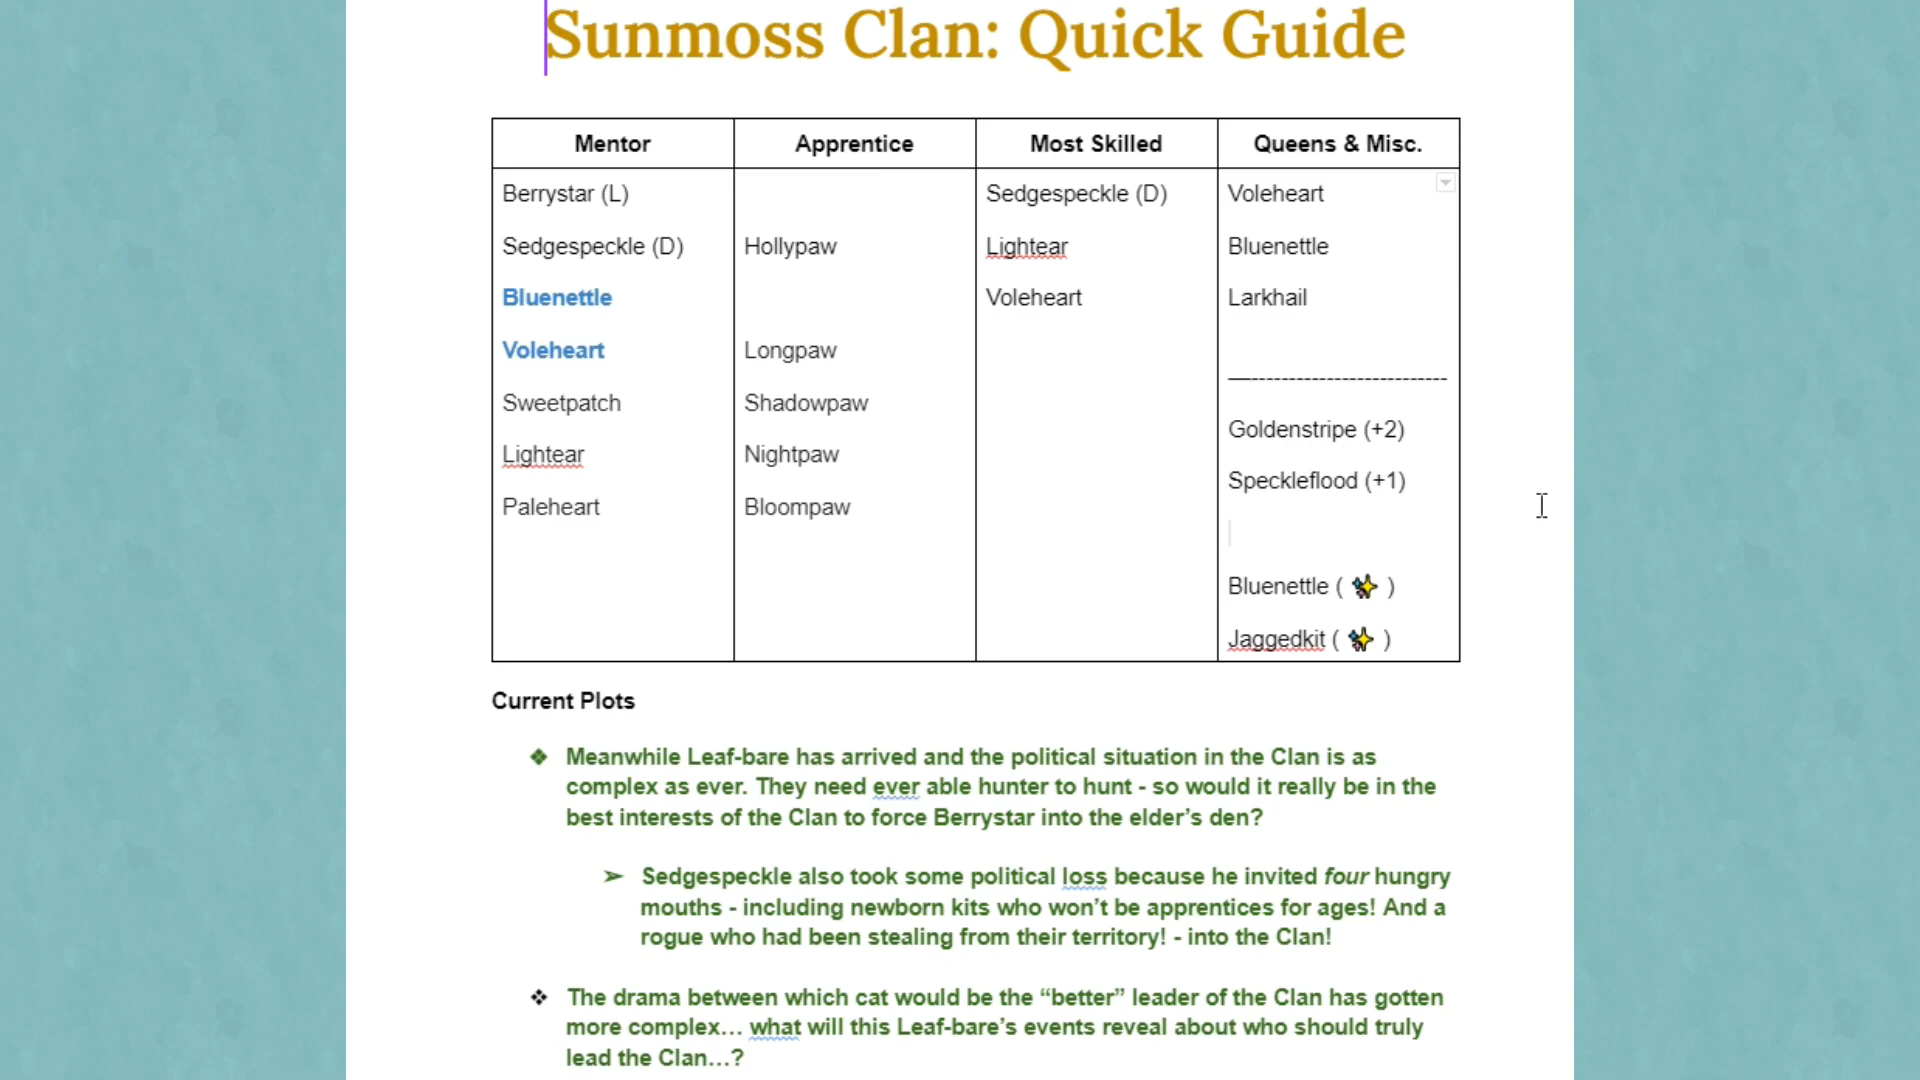 Sunmoss Clan: Quick Guide
Mentor Apprentice Most Skilled Queens & Misc.
Berrystar (L) Sedgespeckle (D) Voleheart
Sedgespeckle (D) Hollypaw Lightear Bluenettle
Bluenettle Voleheart Larkhail
Voleheart Longpaw
—--------------------------
Sweetpatch Shadowpaw
Goldenstripe (+2)
Lightear Nightpaw
Speckleflood (+1)
Paleheart Bloompaw
Bluenettle ( ✨ )
Jaggedkit ( ✨ )
Current Plots
❖ Meanwhile Leaf-bare has arrived and the political situation in the Clan is as
complex as ever. They need ever able hunter to hunt - so would it really be in the
best interests of the Clan to force Berrystar into the elder’s den?
➢ Sedgespeckle also took some political loss because he invited four hungry
mouths - including newborn kits who won’t be apprentices for ages! And a
rogue who had been stealing from their territory! - into the Clan!
❖ The drama between which cat would be the “better” leader of the Clan has gotten
more complex… what will this Leaf-bare’s events reveal about who should truly
lead the Clan…?